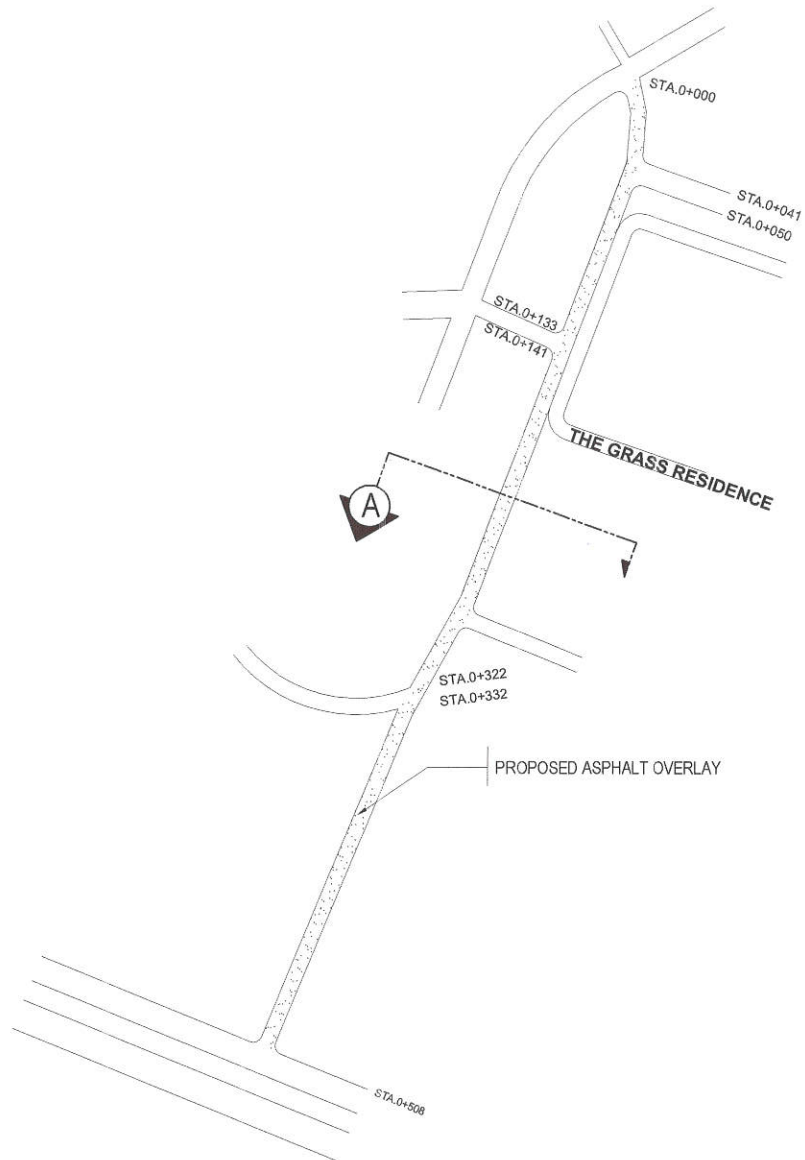 STA.0+000
STA.0+041
STA.0+050
STA.0+133
STA.0+141
THE GRASS RESIDENCE
A
STA.0+322
STA.0+332
PROPOSED ASPHALT OVERLAY
STA.0+508